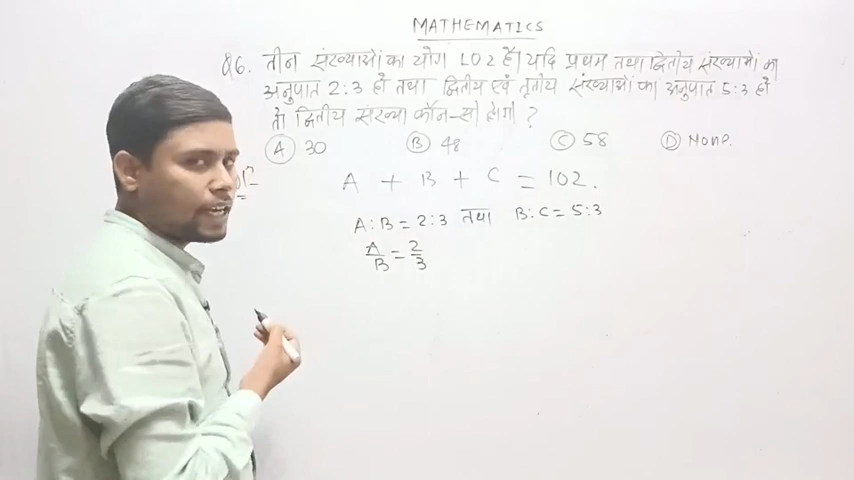 MATHEMATICS
Q6. तीन संख्याओं का योग 102 है। यदि प्रथम तथा द्वितीय संख्याओं का
अनुपात 2:3 हो तथा द्वितीय एवं तृतीय संख्याओं का अनुपात 5:3 हो
तो द्वितीय संख्या कौन-सी होगी ?
(A) 30 (B) 48 (C) 58 (D) None.
A + B + C = 102.
A:B = 2:3 तथा B:C = 5:3
A/B = 2/3